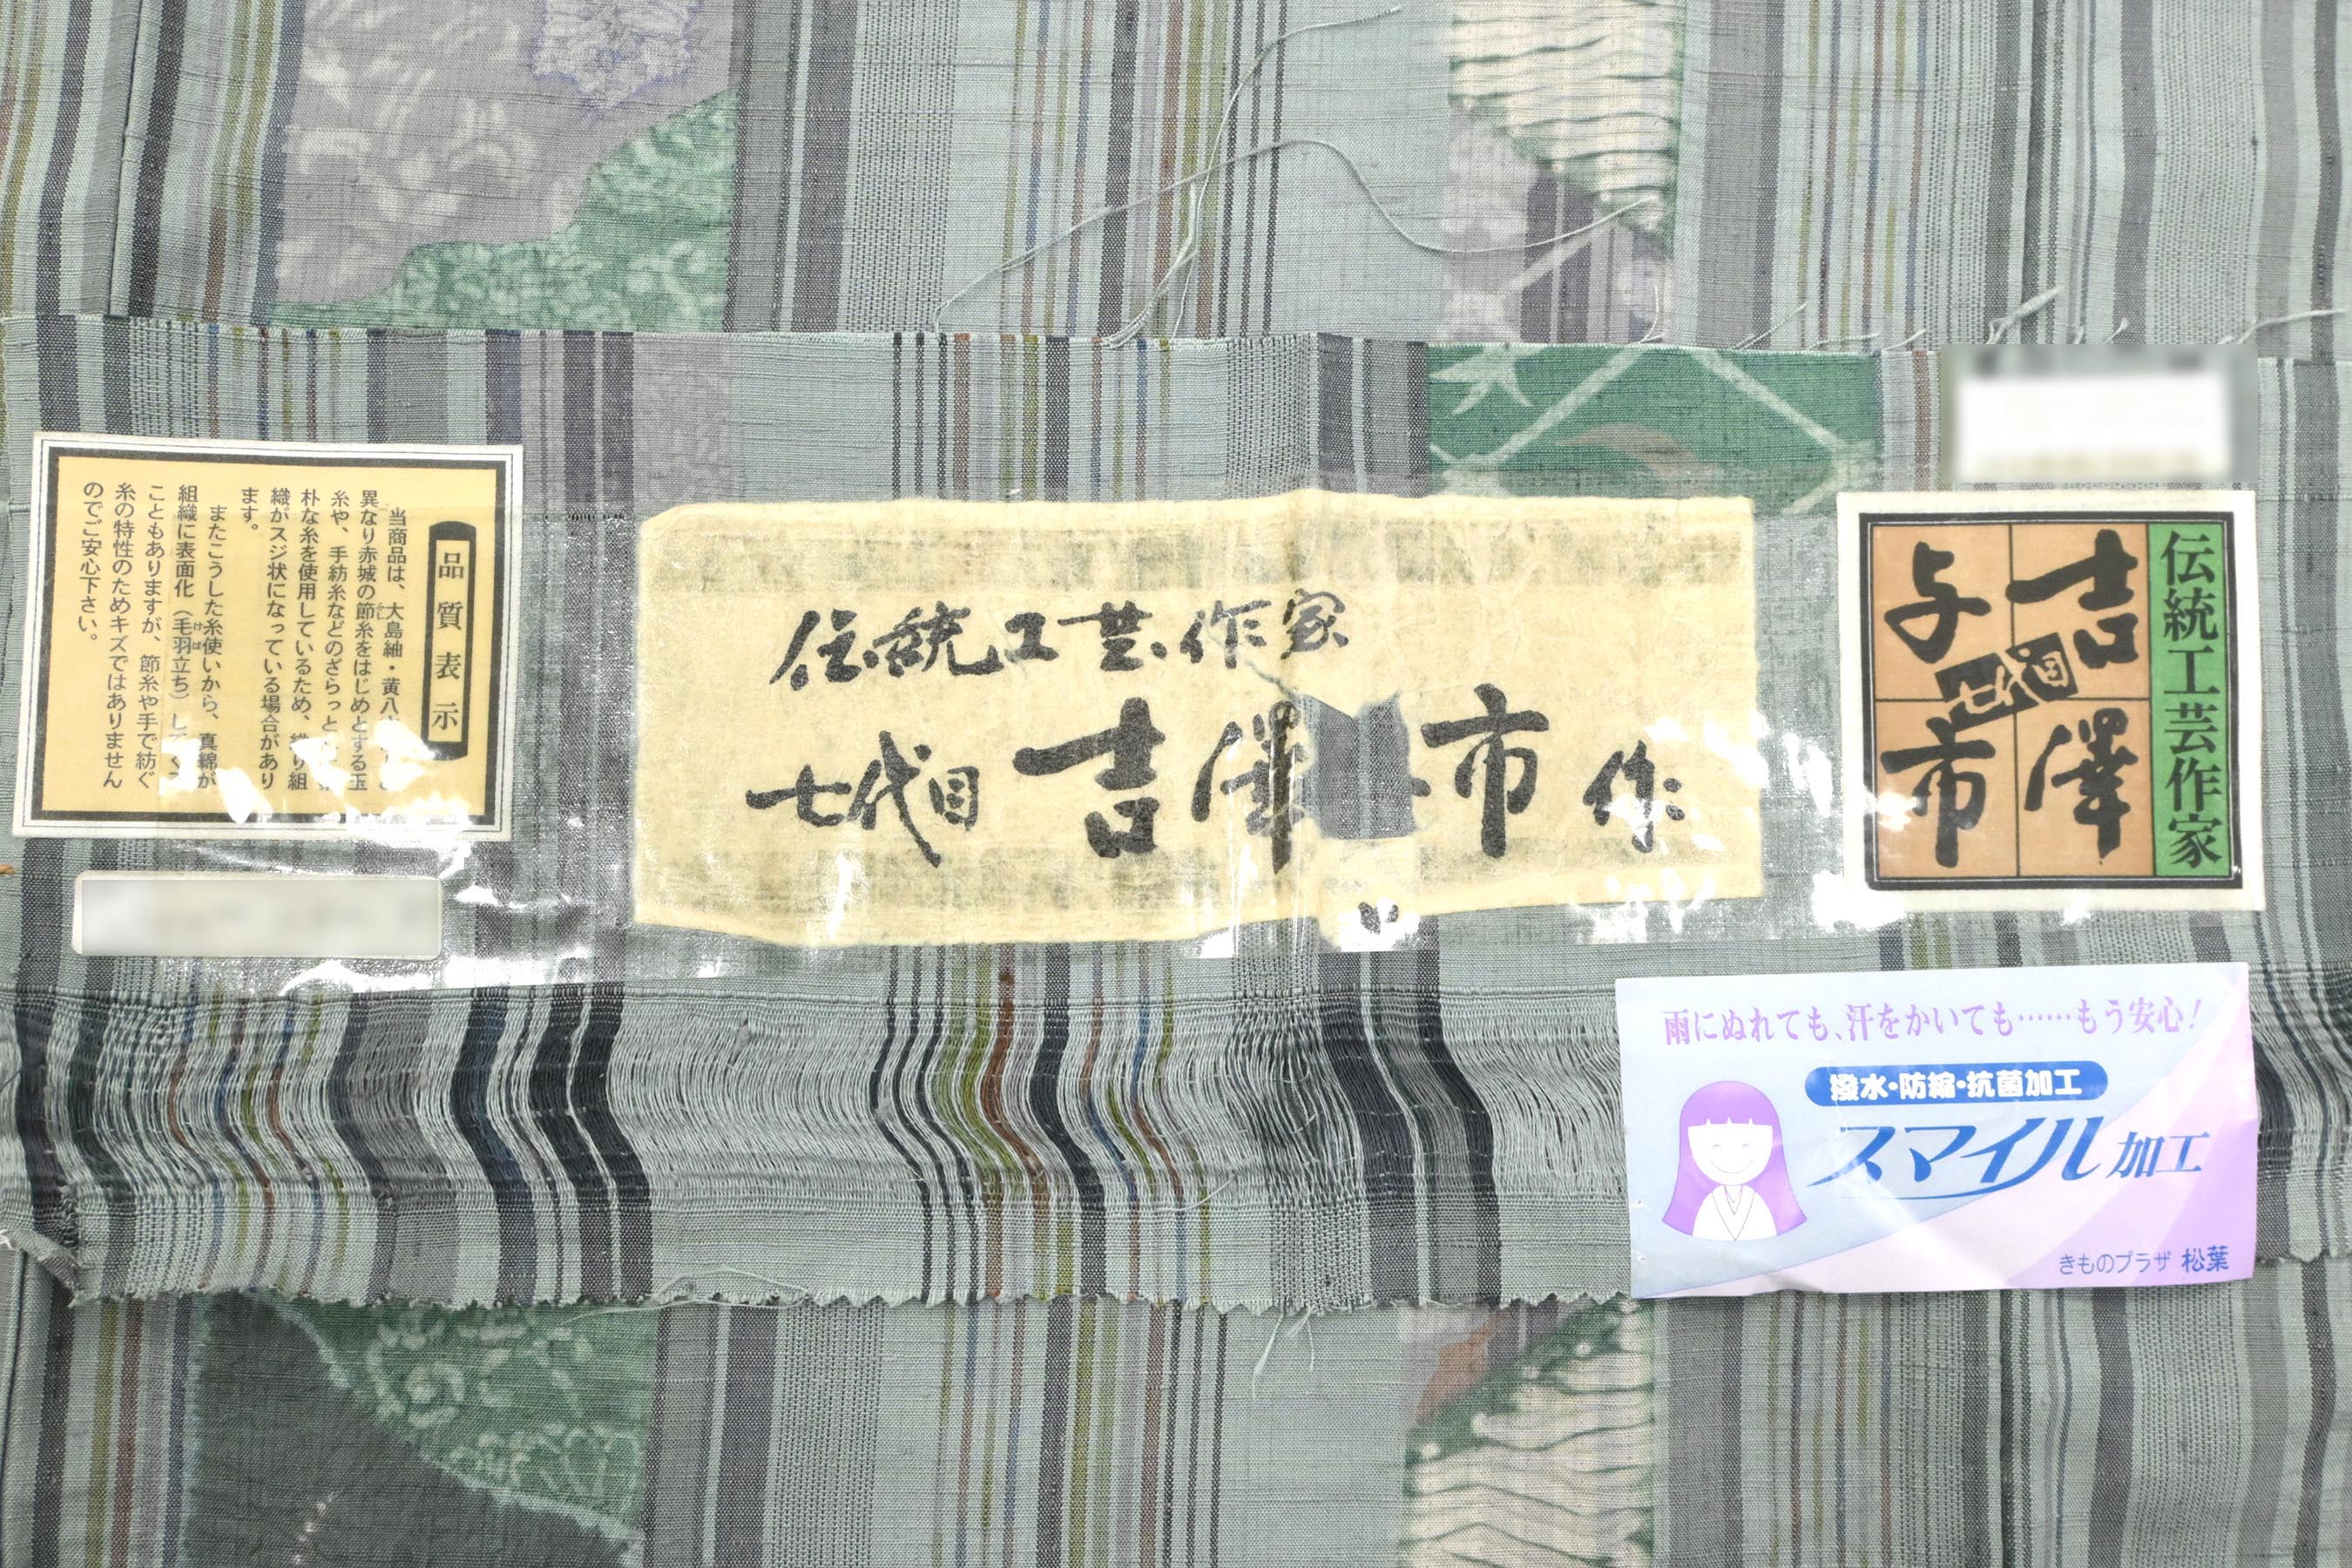 品質表示
当商品は、大島紬・黄八
異なり赤城の節糸をはじめとする玉
糸や、手紡糸などのざらっと
朴な糸を使用しているため、織り組
織がスジ状になっている場合があり
ます。
またこうした糸使いから、真綿が
組織に表面化（毛羽立ち）し
こともありますが、節糸や手で紡ぐ
糸の特性のためキズではありません
のでご安心下さい。
伝統工芸作家
七代目 吉澤 市 作
伝統工芸作家
吉澤
与市
七代目
雨にぬれても、汗をかいても……もう安心!
撥水・防縮・抗菌加工
スマイル加工
きものプラザ 松葉